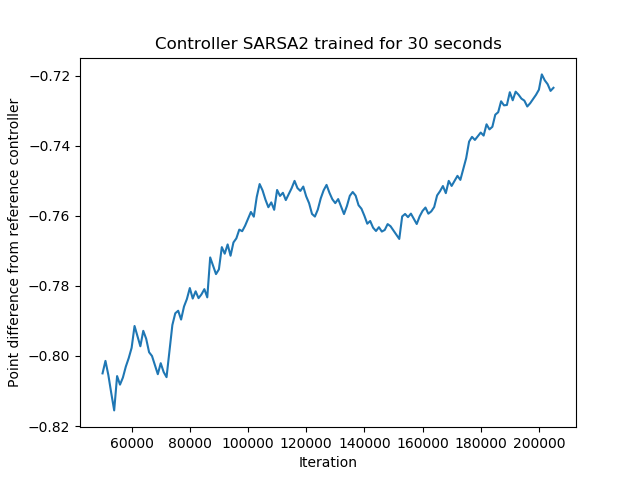 Controller SARSA2 trained for 30 seconds
Point difference from reference controller
−0.72
−0.74
−0.76
−0.78
−0.80
−0.82
60000 80000 100000 120000 140000 160000 180000 200000
Iteration